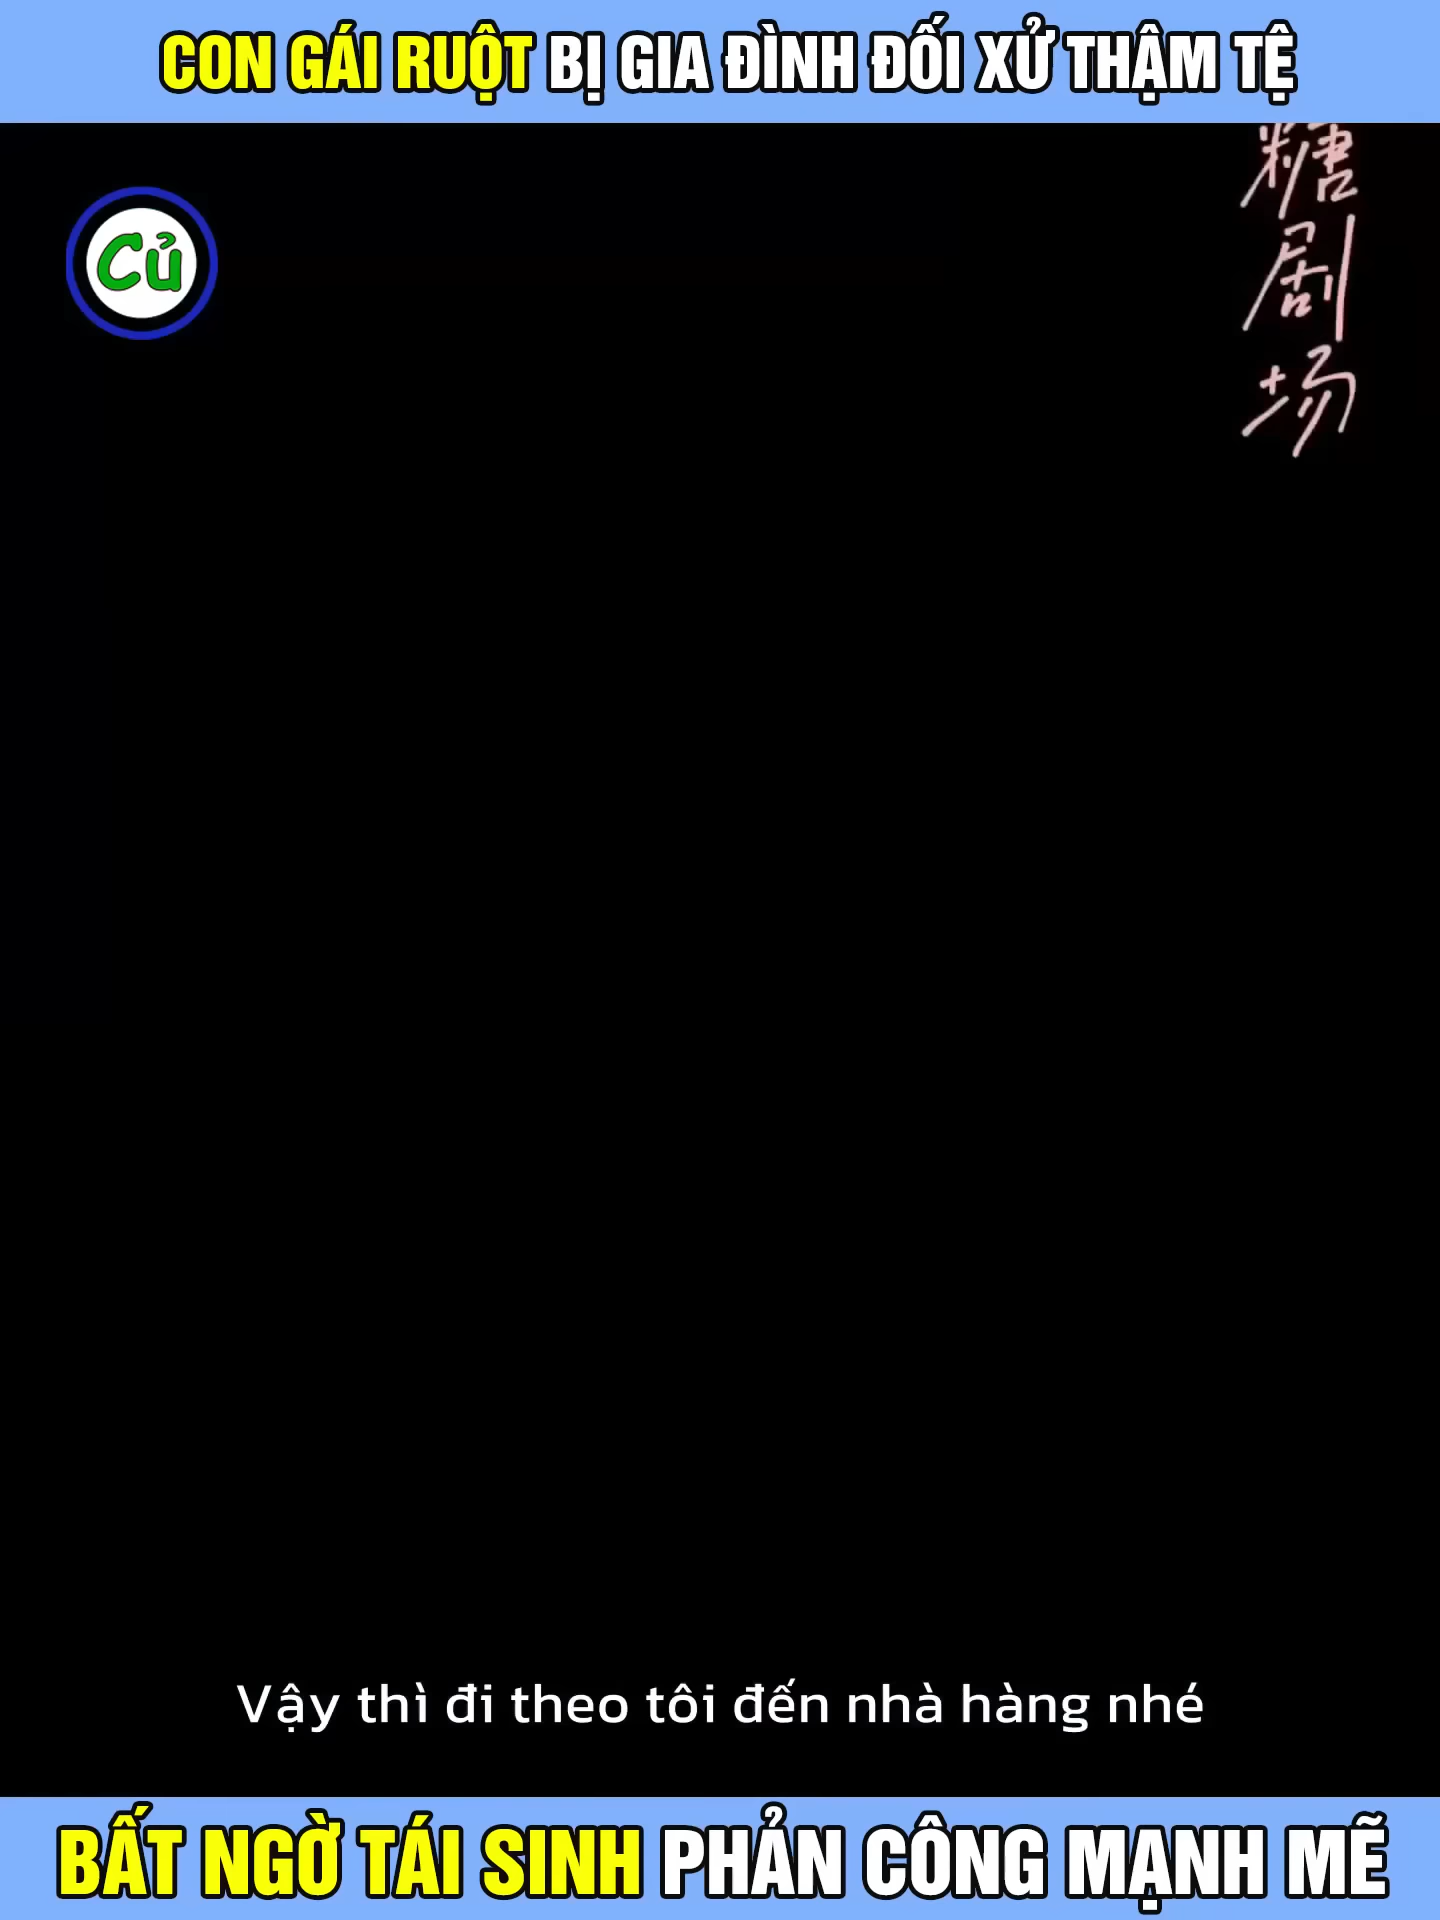 CON GÁI RUỘT BỊ GIA ĐÌNH ĐỐI XỬ THẬM TỆ
糖
剧
场
Củ
Vậy thì đi theo tôi đến nhà hàng nhé
BẤT NGỜ TÁI SINH PHẢN CÔNG MẠNH MẼ